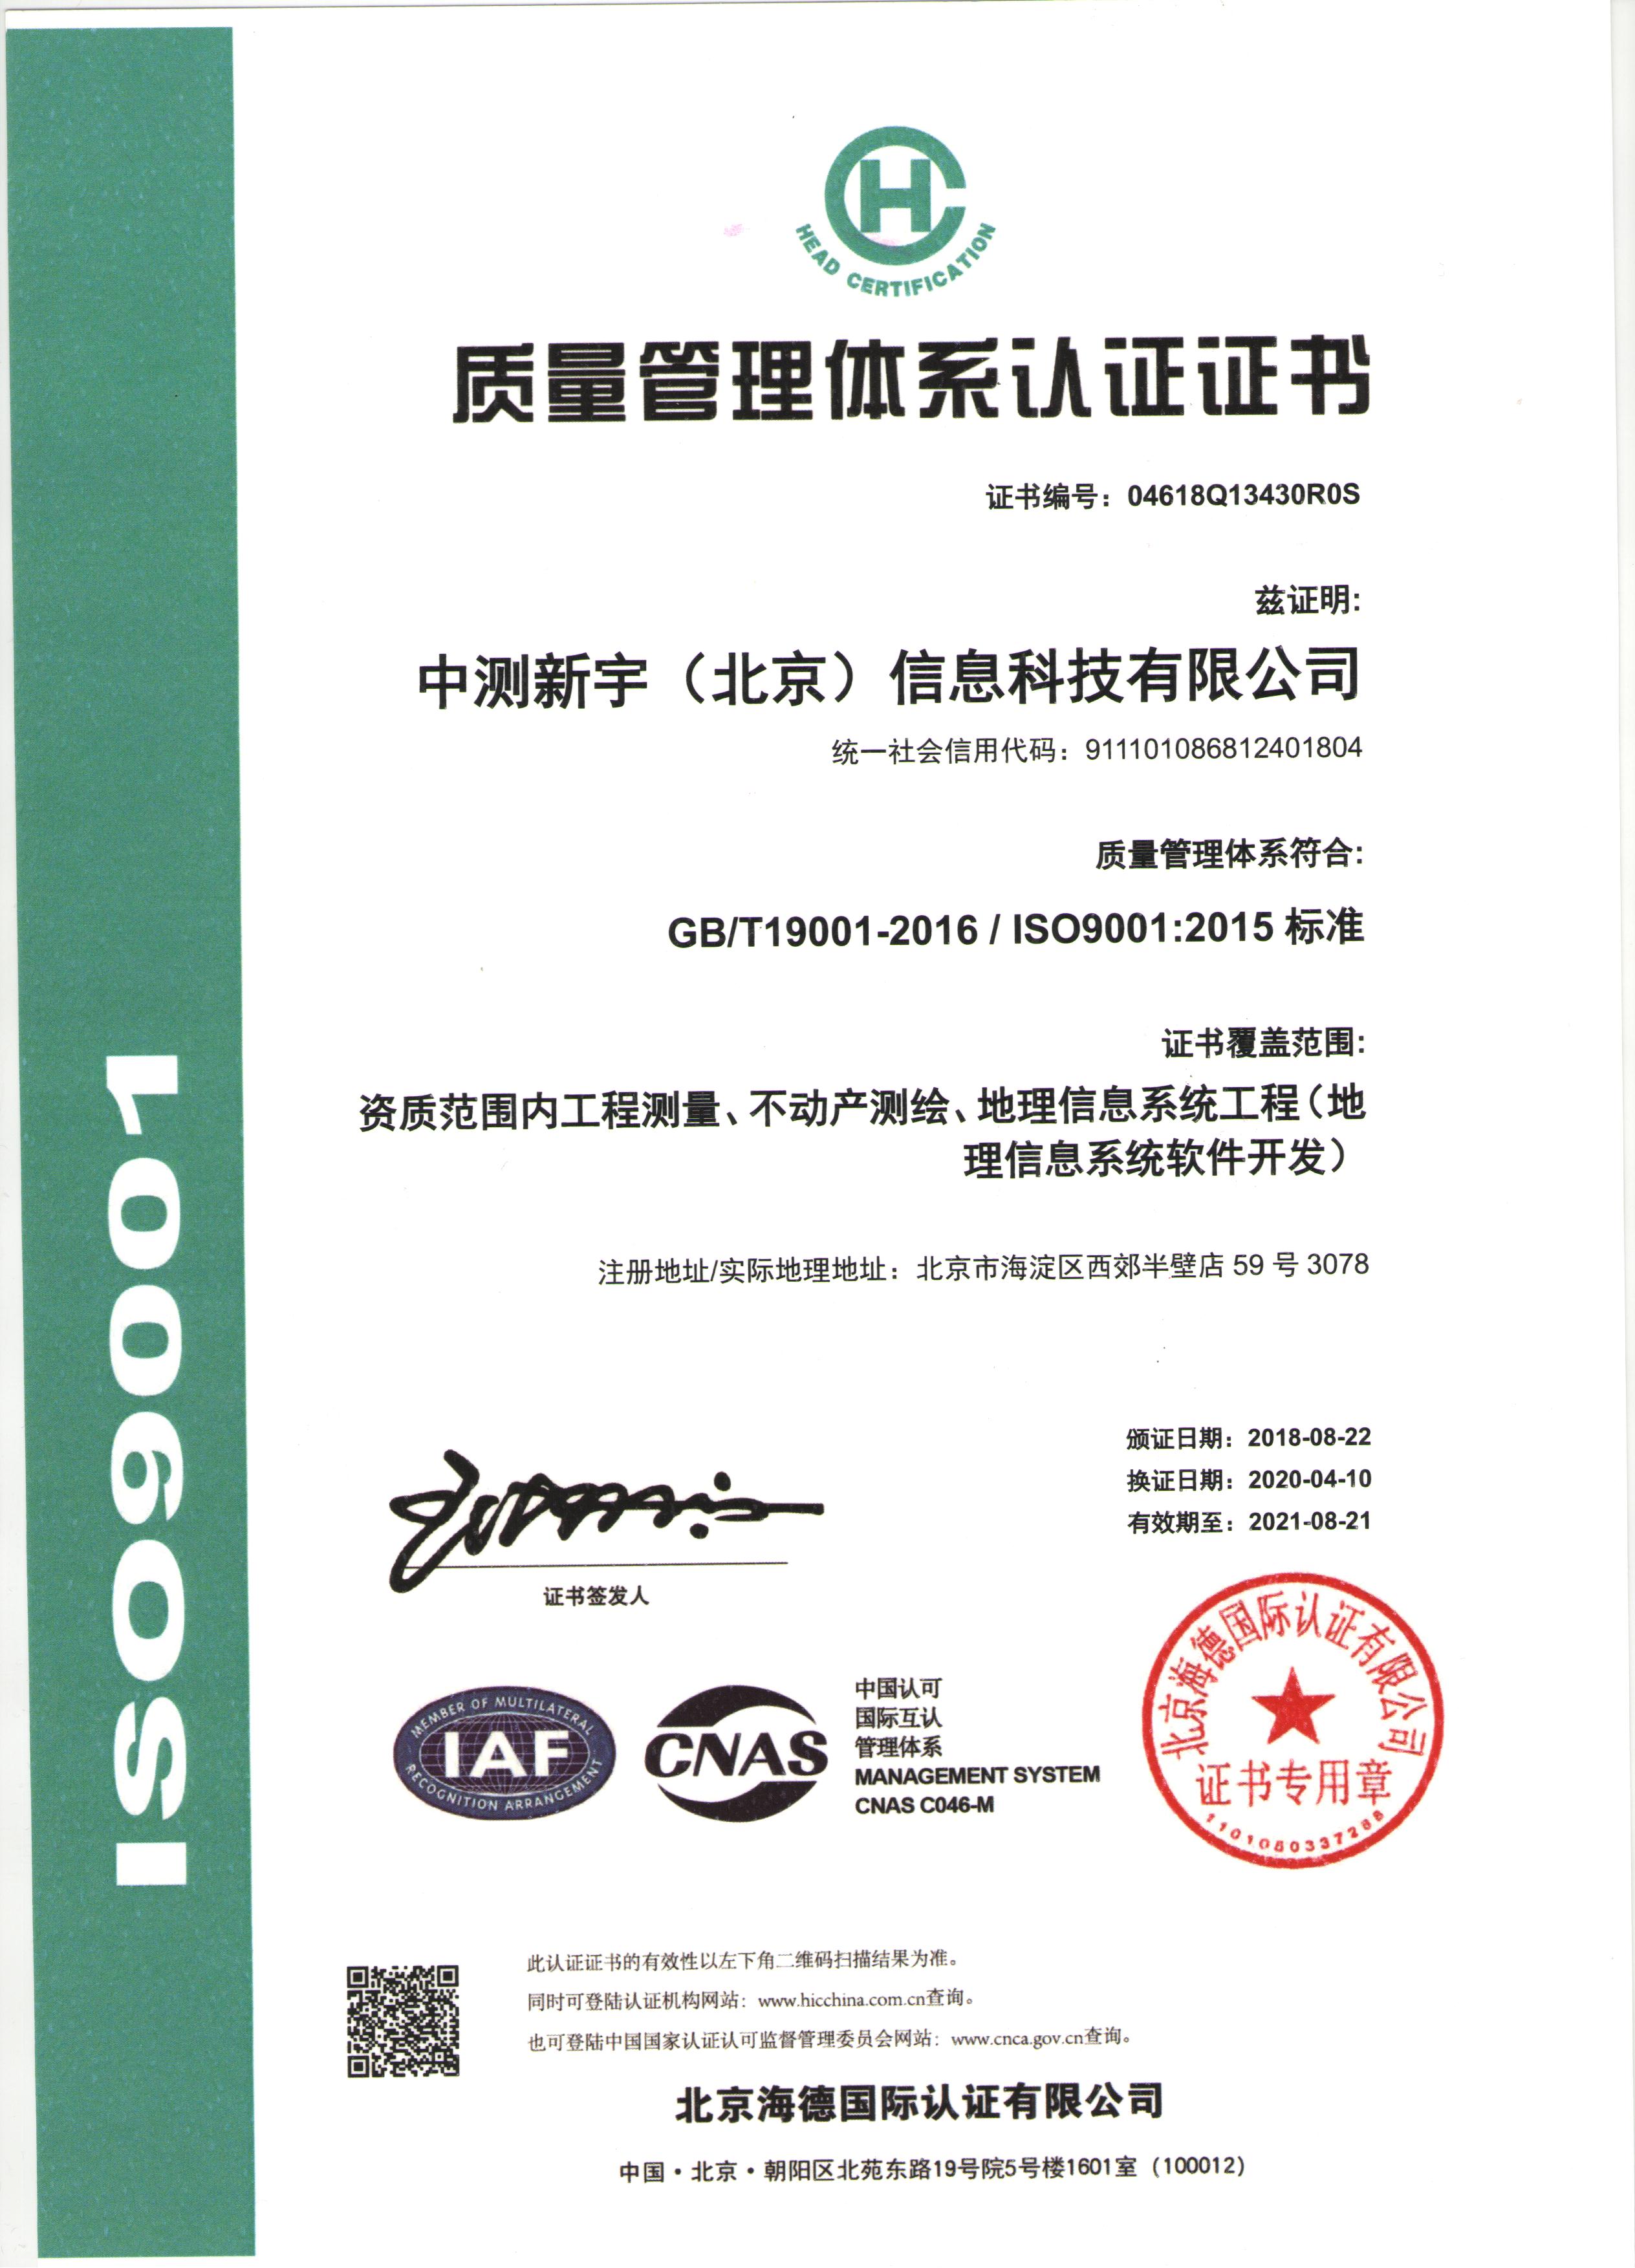 ISO9001
HC
HEAD CERTIFICATION
质量管理体系认证证书
证书编号：04618Q13430R0S
兹证明:
中测新宇（北京）信息科技有限公司
统一社会信用代码：911101086812401804
质量管理体系符合:
GB/T19001-2016 / ISO9001:2015 标准
证书覆盖范围:
资质范围内工程测量、不动产测绘、地理信息系统工程（地
理信息系统软件开发）
注册地址/实际地理地址：北京市海淀区西郊半壁店 59 号 3078
颁证日期：2018-08-22
换证日期：2020-04-10
有效期至：2021-08-21
证书签发人
MEMBER OF MULTILATERAL
IAF
RECOGNITION ARRANGEMENT
CNAS
中国认可
国际互认
管理体系
MANAGEMENT SYSTEM
CNAS C046-M
北京海德国际认证有限公司
证书专用章
1101050337288
此认证证书的有效性以左下角二维码扫描结果为准。
同时可登陆认证机构网站：www.hicchina.com.cn查询。
也可登陆中国国家认证认可监督管理委员会网站：www.cnca.gov.cn查询。
北京海德国际认证有限公司
中国·北京·朝阳区北苑东路19号院5号楼1601室（100012）